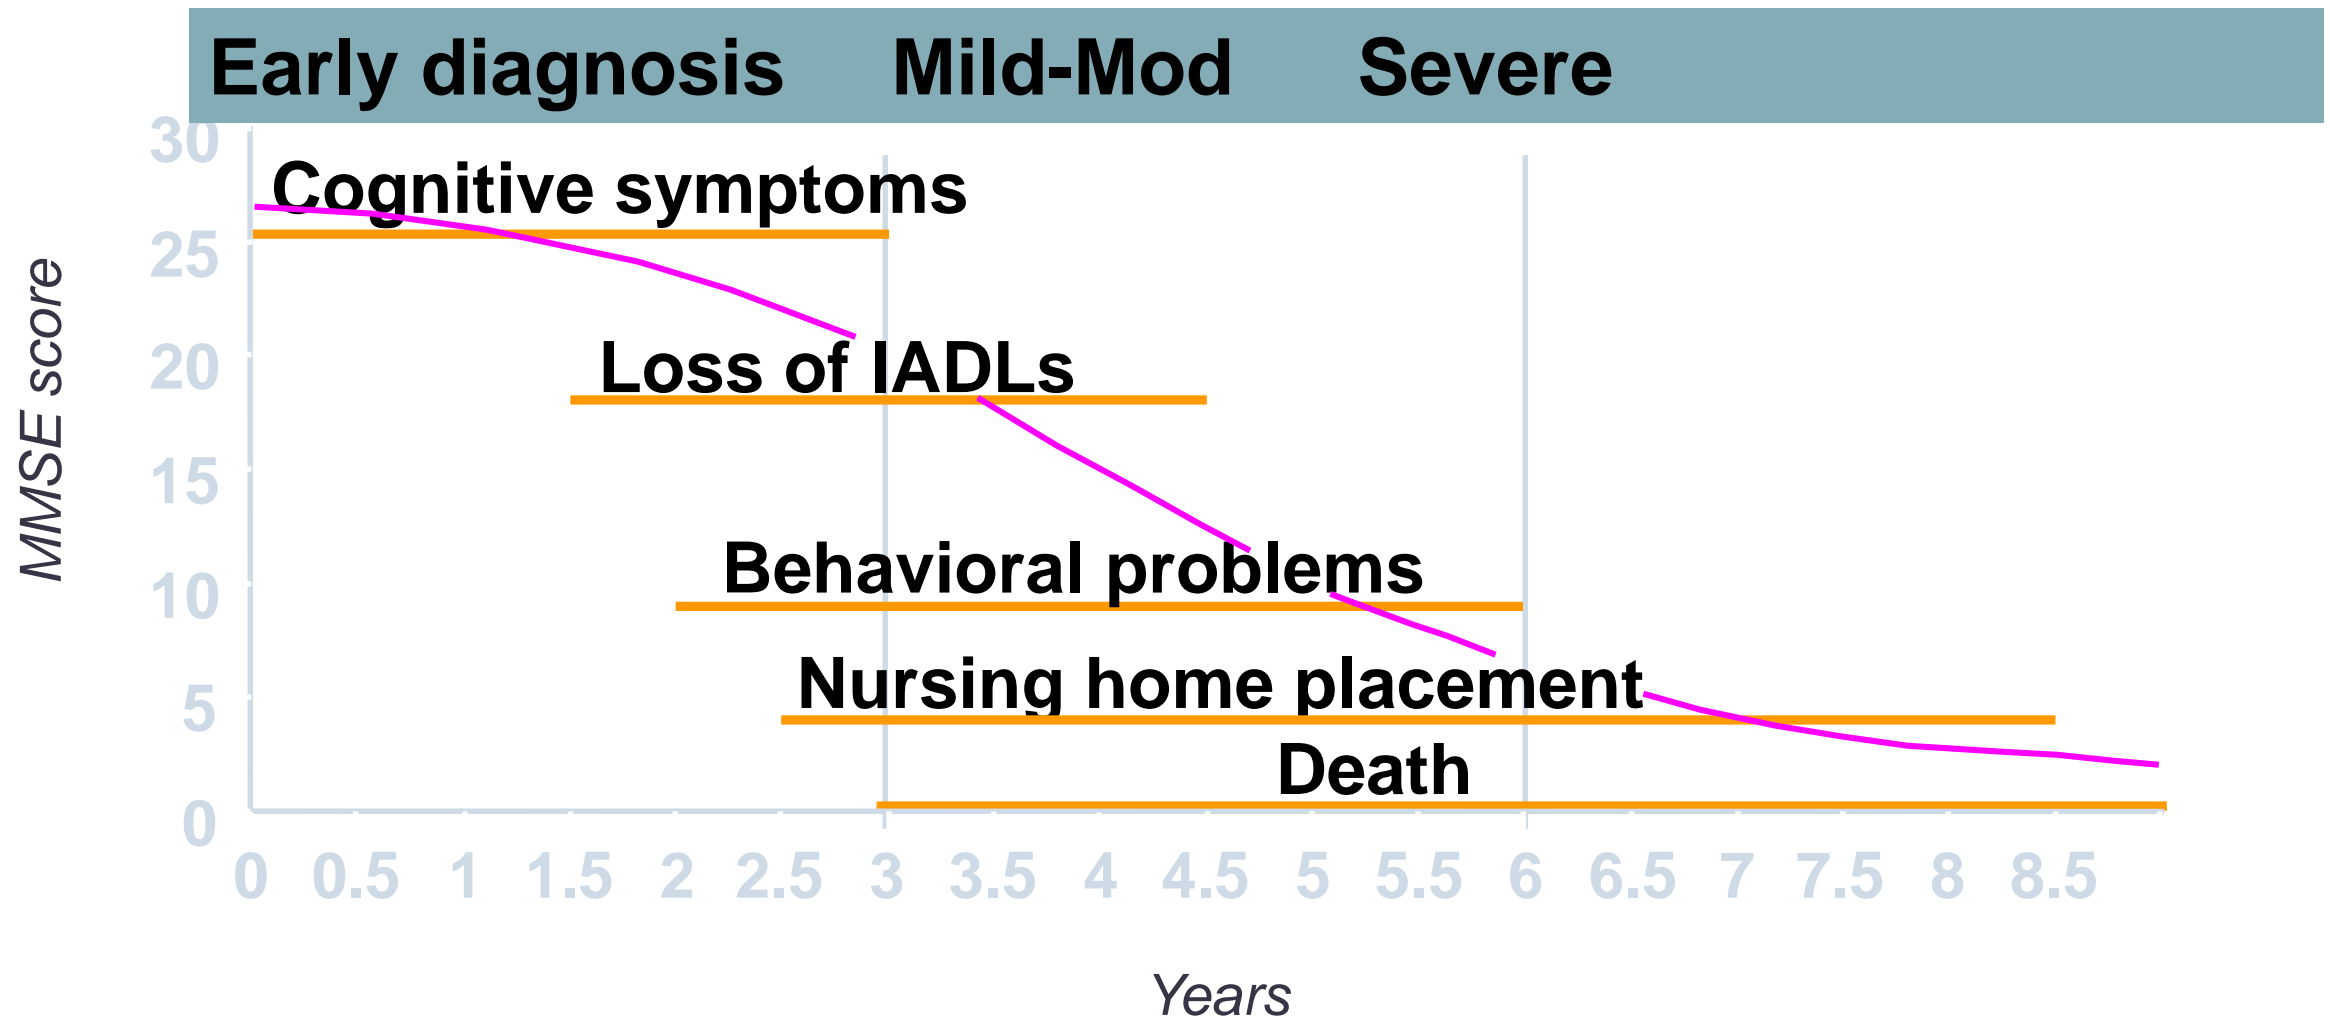 Early diagnosis Mild-Mod Severe
30
Cognitive symptoms
25
MMSE score
20
Loss of IADLs
15
10
Behavioral problems
5
Nursing home placement
Death
0
0 0.5 1 1.5 2 2.5 3 3.5 4 4.5 5 5.5 6 6.5 7 7.5 8 8.5
Years